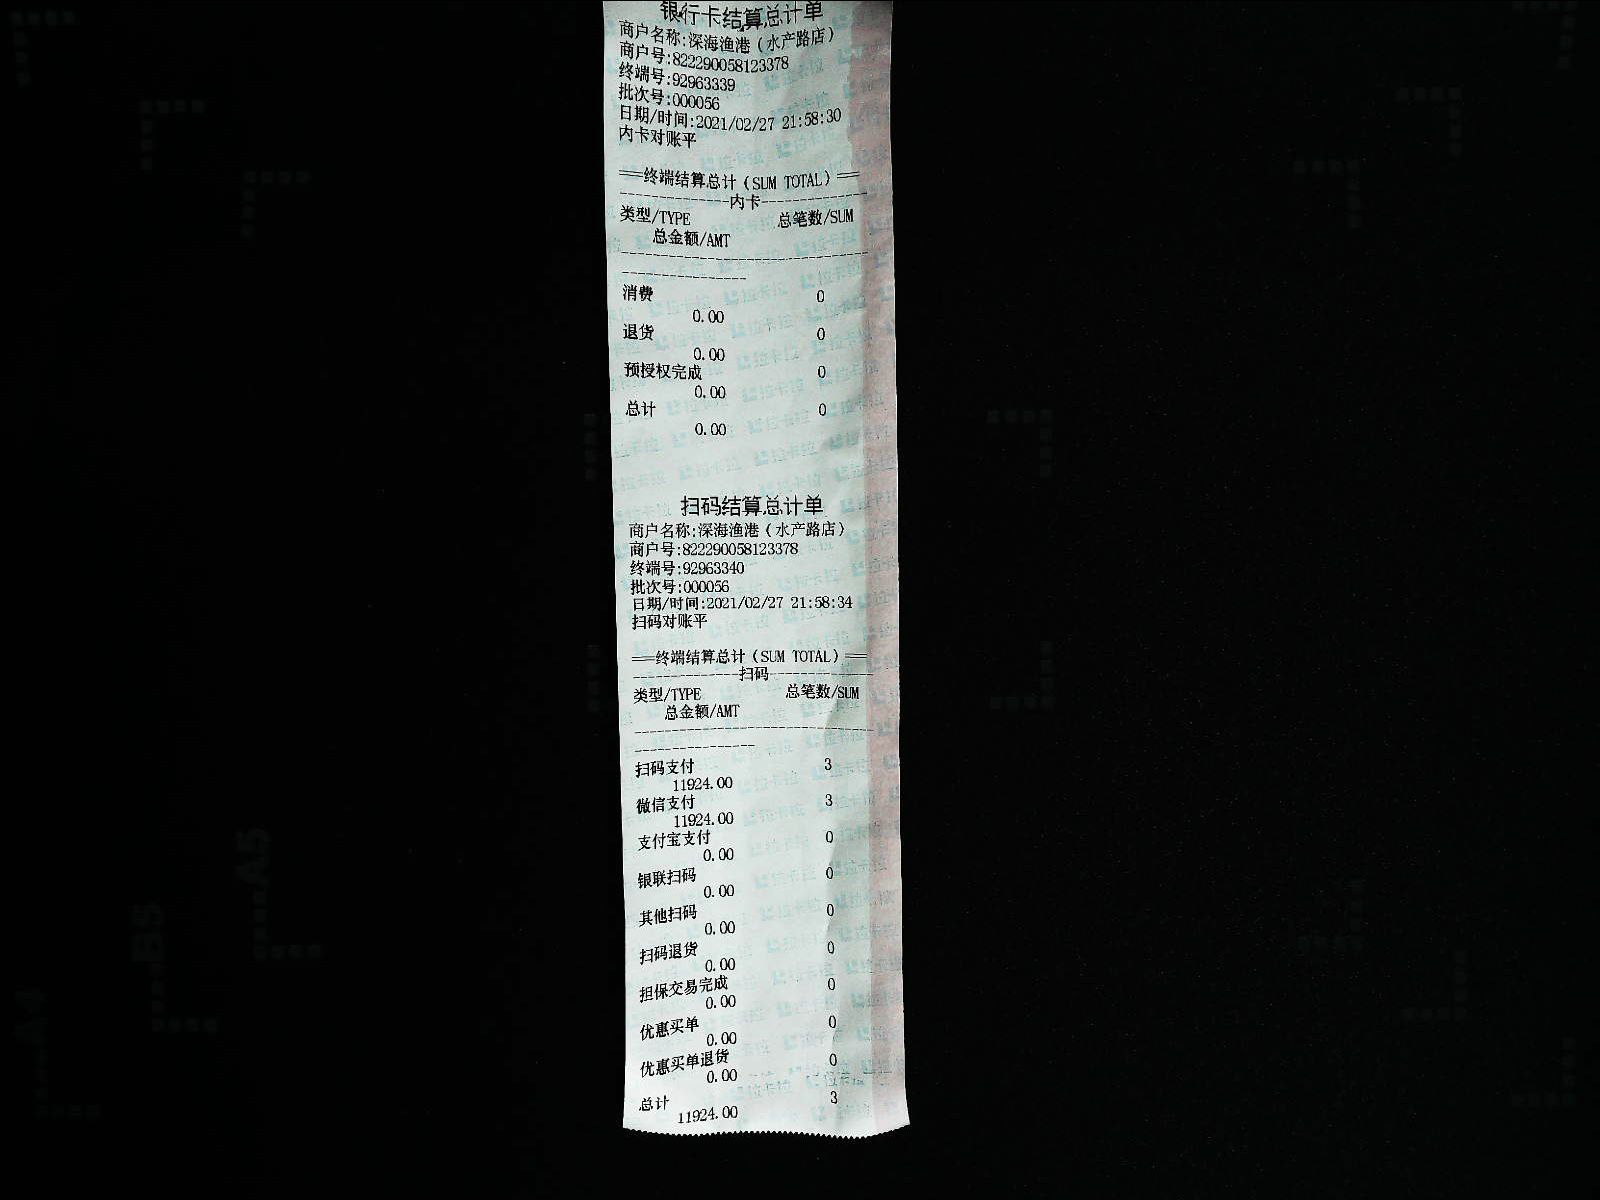 银行卡结算总计单
商户名称:深海渔港(水产路店)
商户号:822290058123378
终端号:92963339
批次号:000056
日期/时间:2021/02/27 21:58:30
内卡对账平
==终端结算总计(SUM TOTAL)==
--------------内卡--------------
类型/TYPE 总笔数/SUM
总金额/AMT
消费 0
0.00
退货 0
0.00
预授权完成 0
0.00
总计 0
0.00
扫码结算总计单
商户名称:深海渔港(水产路店)
商户号:822290058123378
终端号:92963340
批次号:000056
日期/时间:2021/02/27 21:58:34
扫码对账平
==终端结算总计(SUM TOTAL)==
--------------扫码--------------
类型/TYPE 总笔数/SUM
总金额/AMT
扫码支付 3
11924.00
微信支付 3
11924.00
支付宝支付 0
0.00
银联扫码 0
0.00
其他扫码 0
0.00
扫码退货 0
0.00
担保交易完成 0
0.00
优惠买单 0
0.00
优惠买单退货 0
0.00
总计 3
11924.00